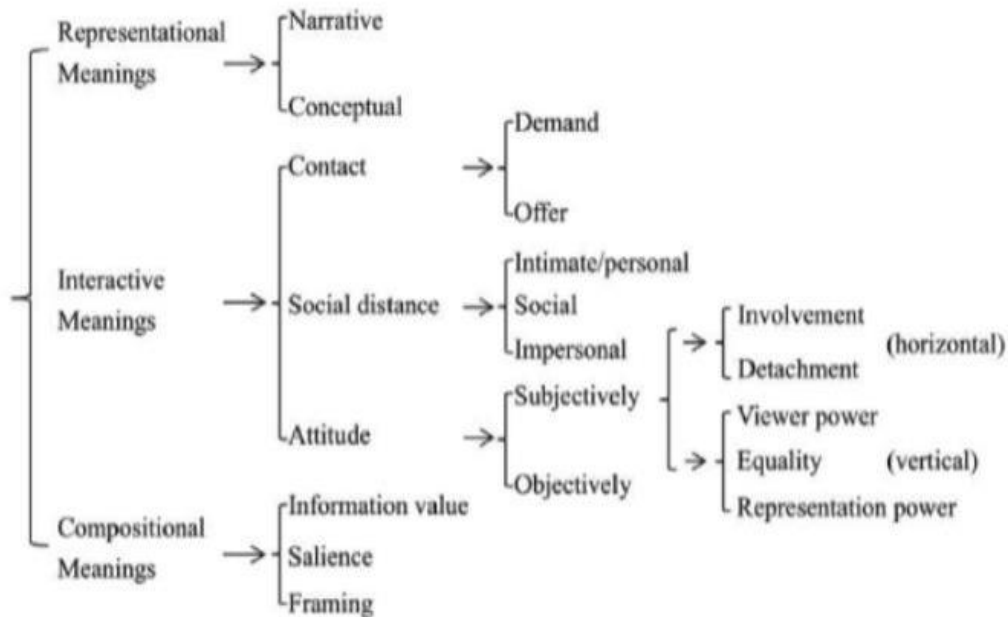 Representational
Meanings
Narrative
Conceptual
Interactive
Meanings
Contact
Demand
Offer
Social distance
Intimate/personal
Social
Impersonal
Attitude
Subjectively
Involvement
Detachment
(horizontal)
Viewer power
Equality
(vertical)
Representation power
Objectively
Compositional
Meanings
Information value
Salience
Framing